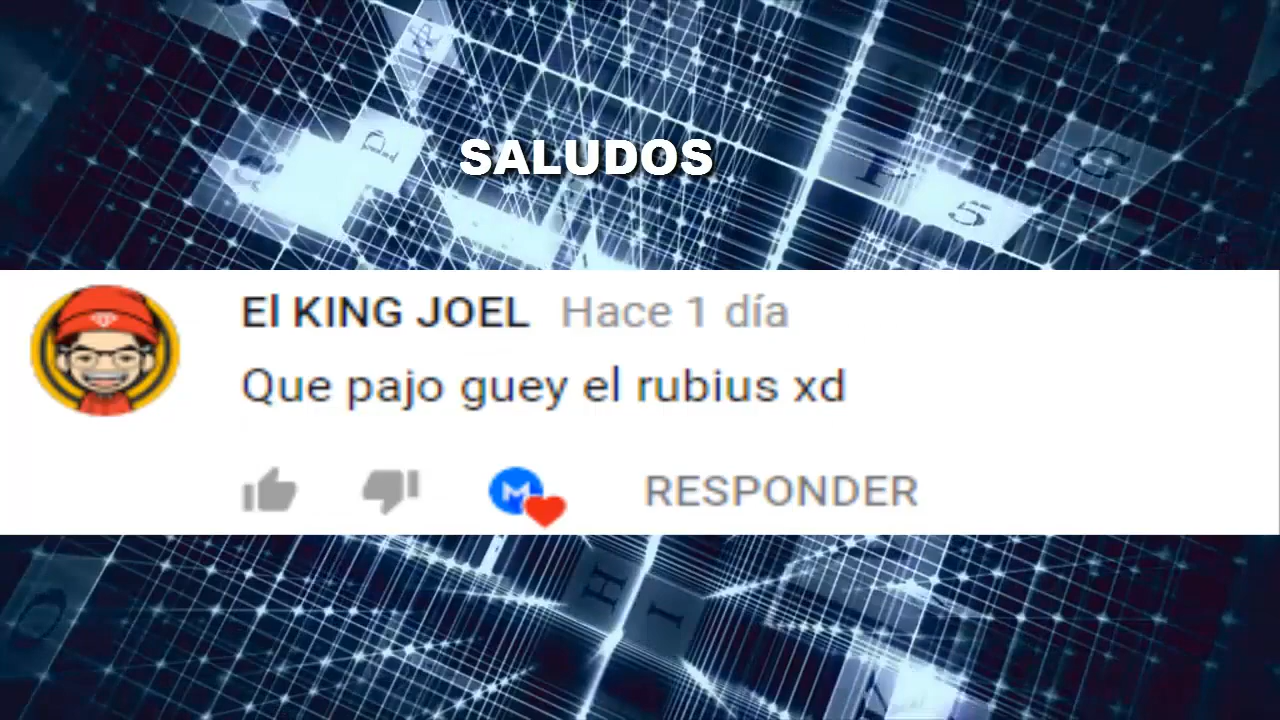 SALUDOS
El KING JOEL Hace 1 día
Que pajo guey el rubius xd
M
RESPONDER